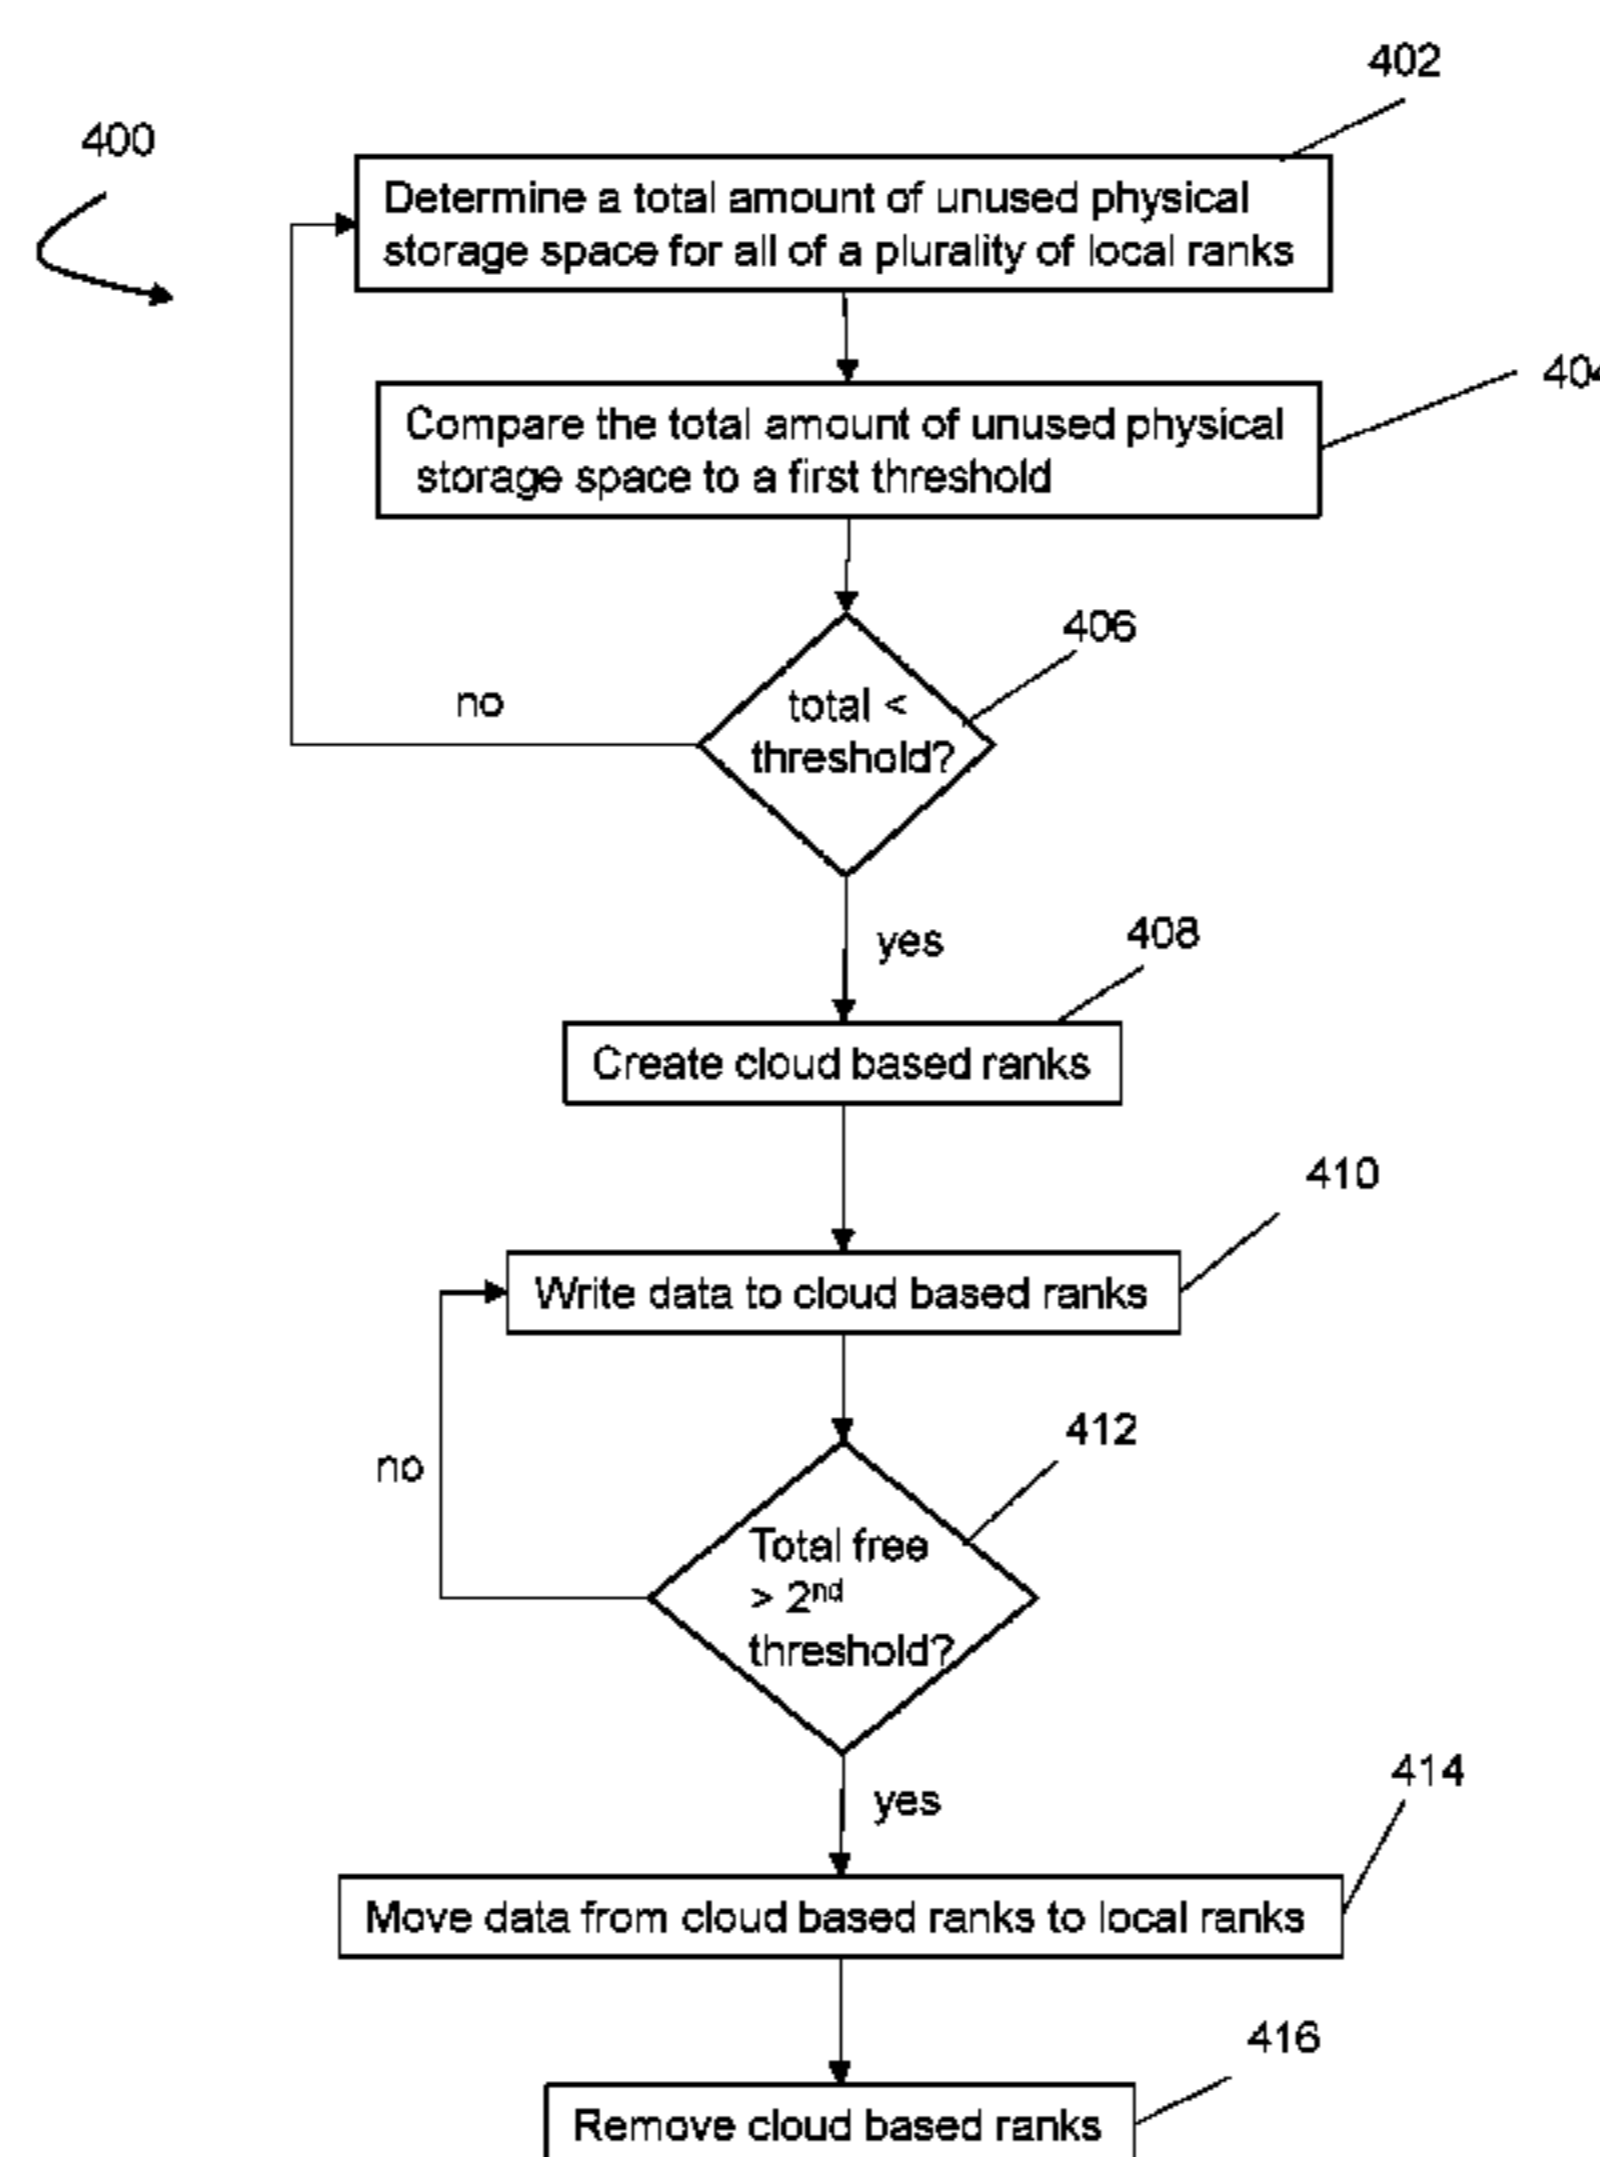 402
400
Determine a total amount of unused physical
storage space for all of a plurality of local ranks
404
Compare the total amount of unused physical
storage space to a first threshold
406
no
total <
threshold?
yes
408
Create cloud based ranks
410
Write data to cloud based ranks
412
no
Total free
> 2nd
threshold?
yes
414
Move data from cloud based ranks to local ranks
416
Remove cloud based ranks